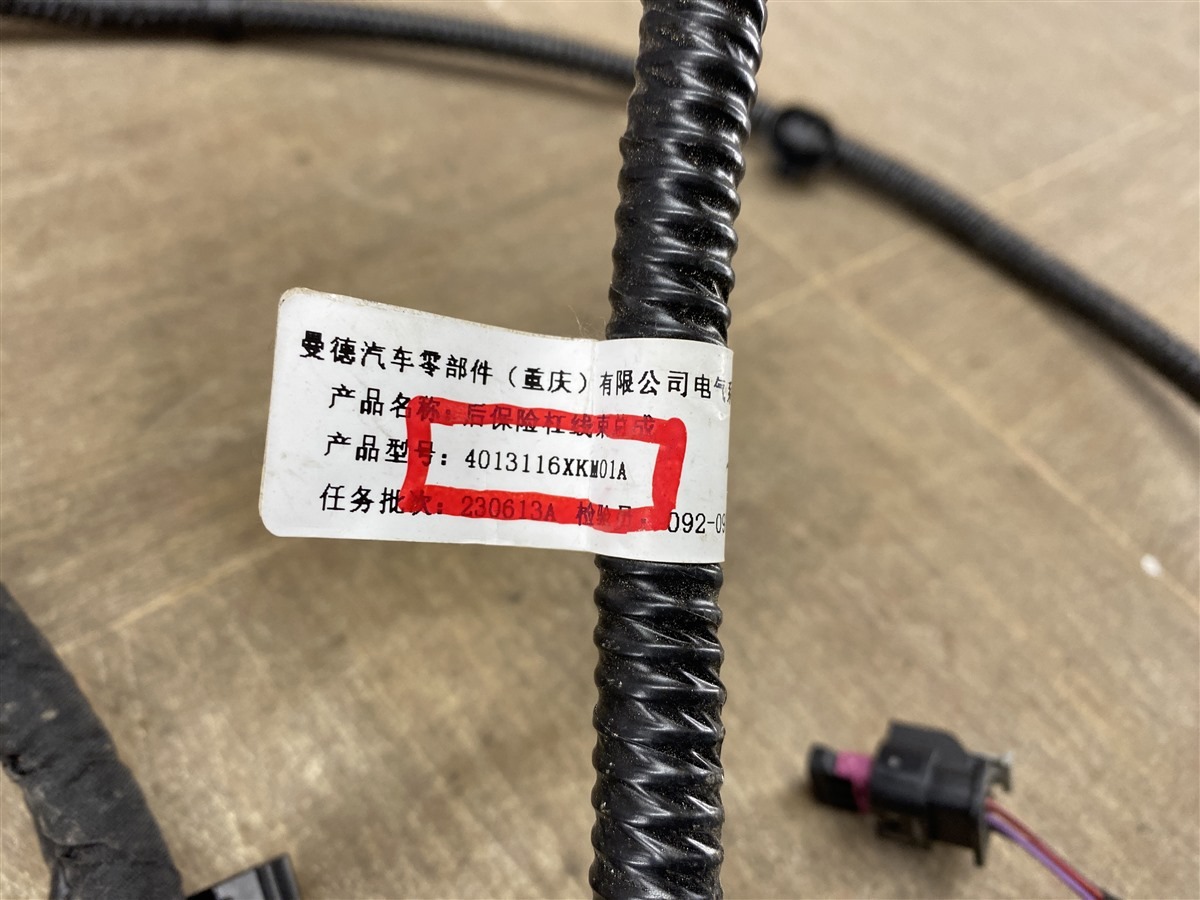 曼德汽车零部件（重庆）有限公司电气
产品名称：后保险杠线束总成
产品型号：4013116XKM01A
任务批次：230613A 检验员：092-09